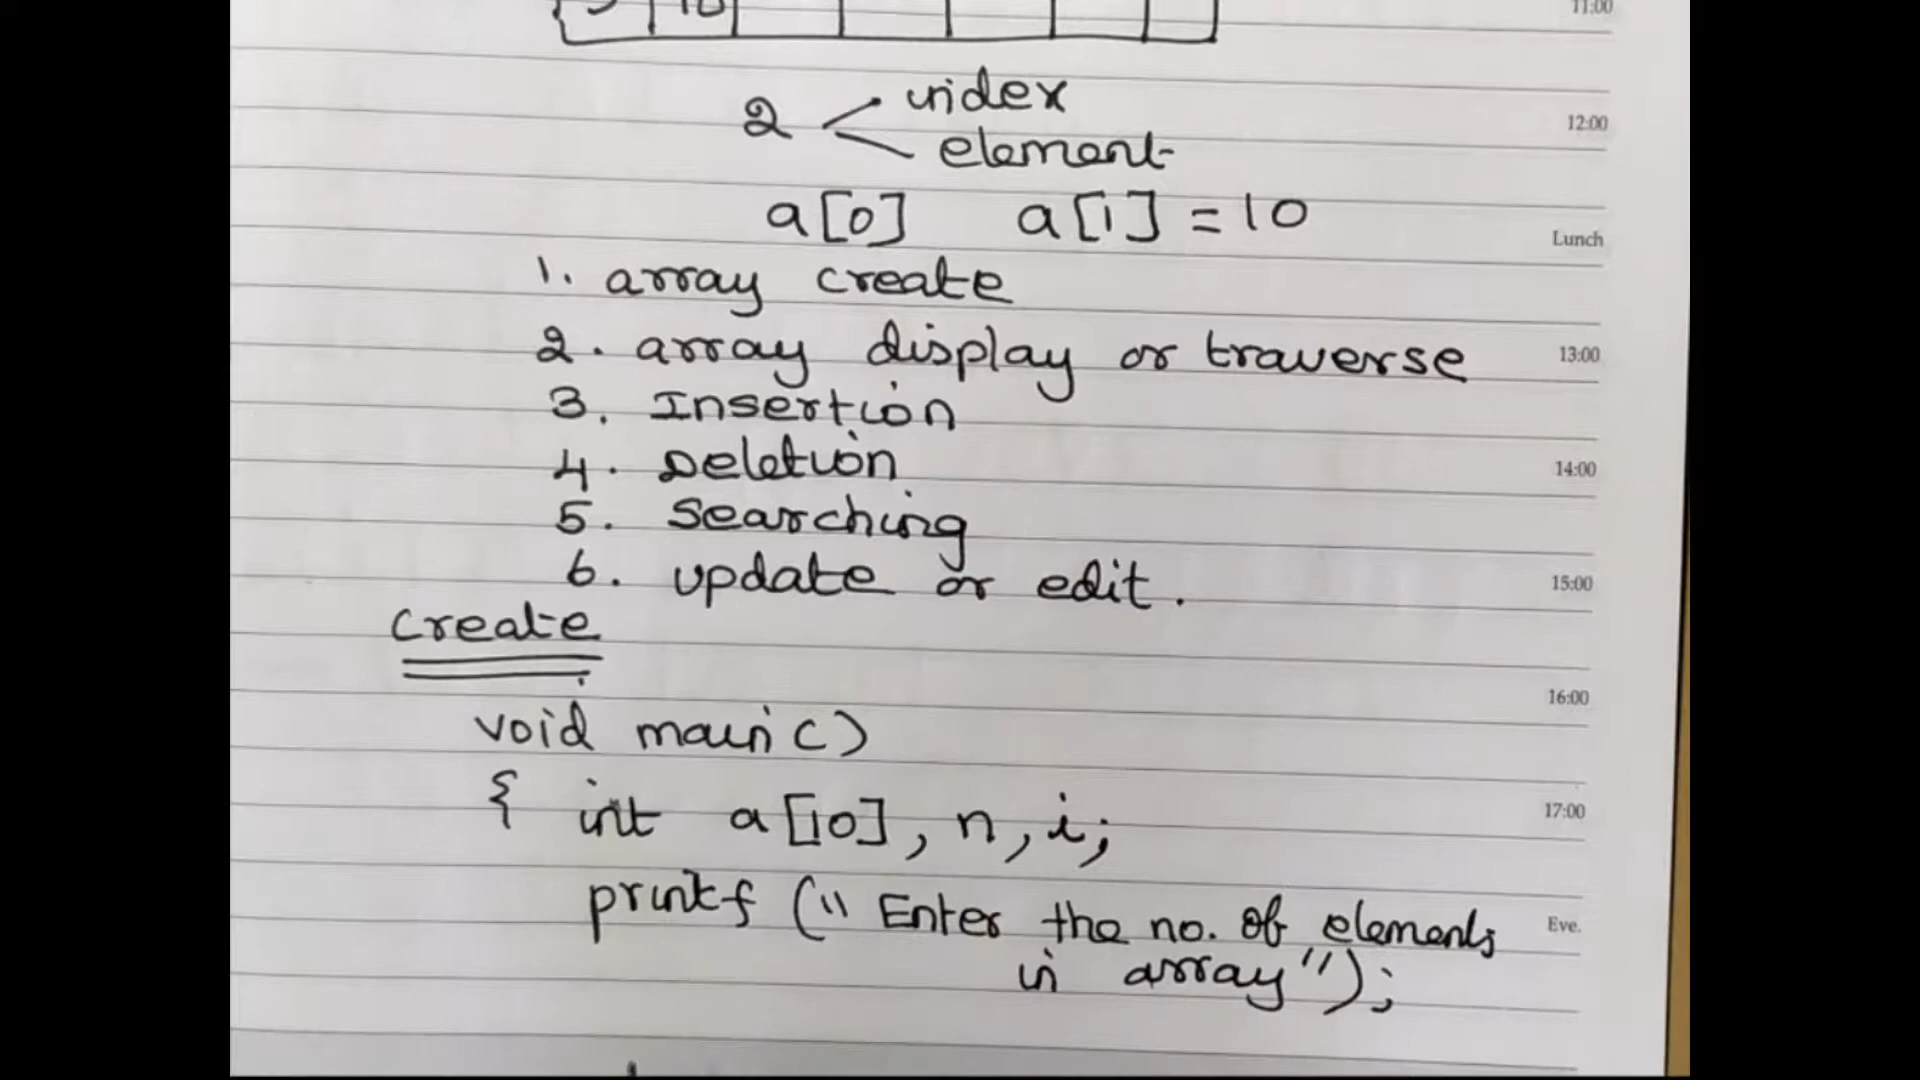 5 10
11:00
index
2 <
element
12:00
a[0] a[1] = 10
Lunch
1. array create
2. array display or traverse
13:00
3. Insertion
4. Deletion
14:00
5. Searching
6. update or edit.
15:00
create
16:00
void main()
{ int a[10], n, i;
17:00
printf (" Enter the no. of elements
Eve.
in array");